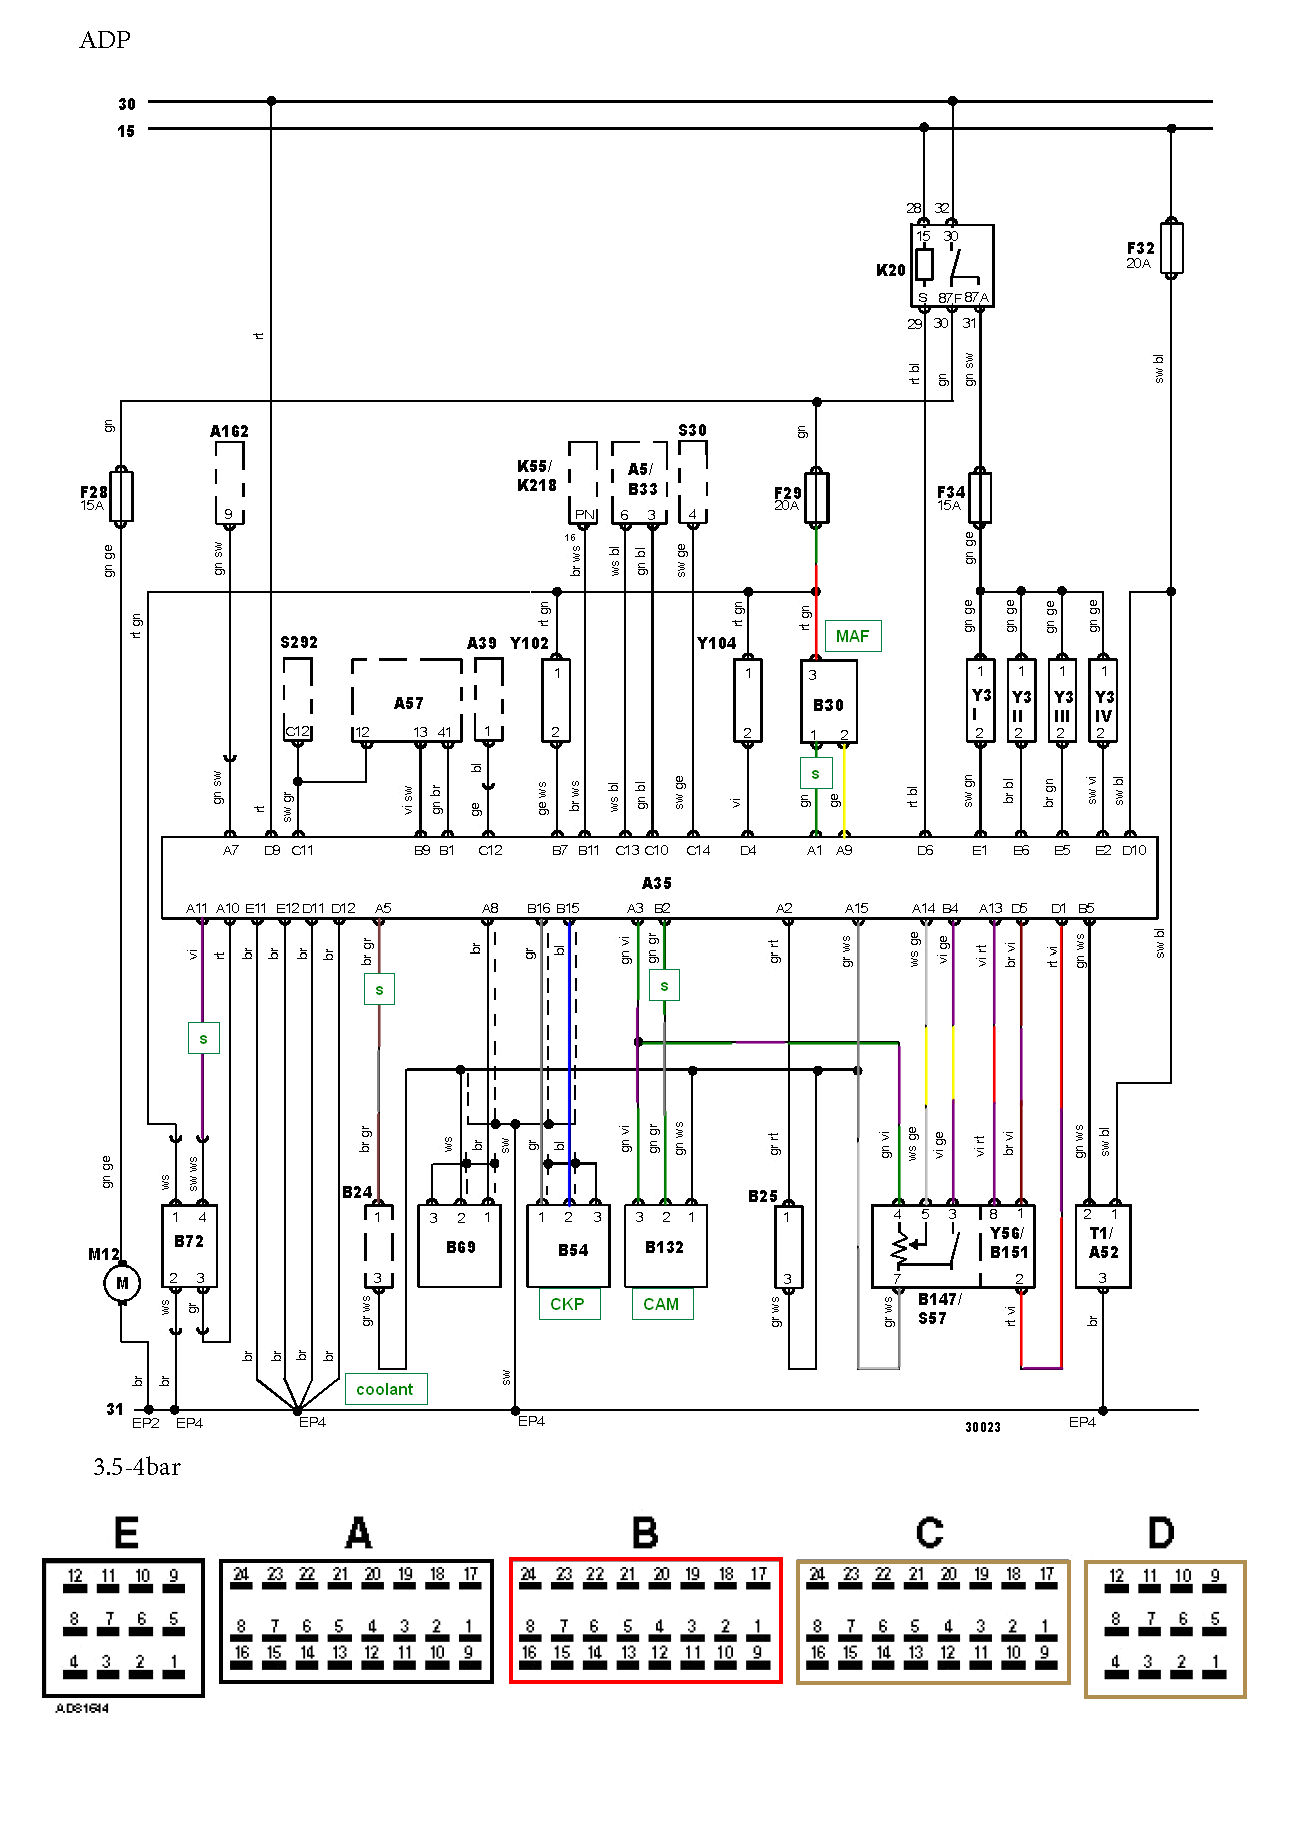 ADP
30
15
28 32
15 30
K20
S 87F 87A
29 30 31
F32
20A
rt
rt bl
gn
gn sw
sw bl
gn
A162
9
K55/
K218
PN
16
A5/
B33
6 3
S30
4
gn
F28
15A
F29
20A
F34
15A
gn ge
gn sw
br ws
ws bl
gn bl
sw ge
gn ge
rt gn
rt gn
rt gn
rt gn
MAF
gn ge
gn ge
gn ge
gn ge
S292
C12
A57
12 13 41
A39
1
Y102
1
2
Y104
1
2
3
B30
1 2
s
1
Y3
I
2
1
Y3
II
2
1
Y3
III
2
1
Y3
IV
2
gn sw
rt
sw gr
vi sw
gn br
bl
ge
ge ws
br ws
ws bl
gn bl
sw ge
vi
gn
ge
rt bl
sw gn
br bl
br gn
sw vi
sw bl
A7 D9 C11 B9 B1 C12 B7 B11 C13 C10 C14 D4 A1 A9 D6 E1 E6 E5 E2 D10
A35
A11 A10 E11 E12 D11 D12 A5 A8 B16 B15 A3 B2 A2 A15 A14 B4 A13 D5 D1 B5
vi
rt
br
br
br
br
br gr
br
gr
bl
gn vi
gn gr
gr rt
gr ws
ws ge
vi ge
vi rt
br vi
rt vi
gn ws
sw bl
s
s
s
gn ge
ws
sw ws
br gr
ws
br
sw
gr
bl
gn vi
gn gr
gn ws
gr rt
gn vi
ws ge
vi ge
vi rt
br vi
gn ws
sw bl
M12
M
1 4
B72
2 3
B24
1
3
3 2 1
B69
1 2 3
B54
CKP
3 2 1
B132
CAM
B25
1
3
4 5 3
7
B147/
S57
8 1
Y56/
B151
2
2 1
T1/
A52
3
ws
gr
gr ws
gr ws
gr ws
rt vi
br
br
br
br
br
br
br
coolant
sw
31
EP2 EP4 EP4 EP4 EP4
30023
3.5-4bar
E A B C D
12 11 10 9
8 7 6 5
4 3 2 1
24 23 22 21 20 19 18 17
8 7 6 5 4 3 2 1
16 15 14 13 12 11 10 9
24 23 22 21 20 19 18 17
8 7 6 5 4 3 2 1
16 15 14 13 12 11 10 9
24 23 22 21 20 19 18 17
8 7 6 5 4 3 2 1
16 15 14 13 12 11 10 9
12 11 10 9
8 7 6 5
4 3 2 1
AD81644